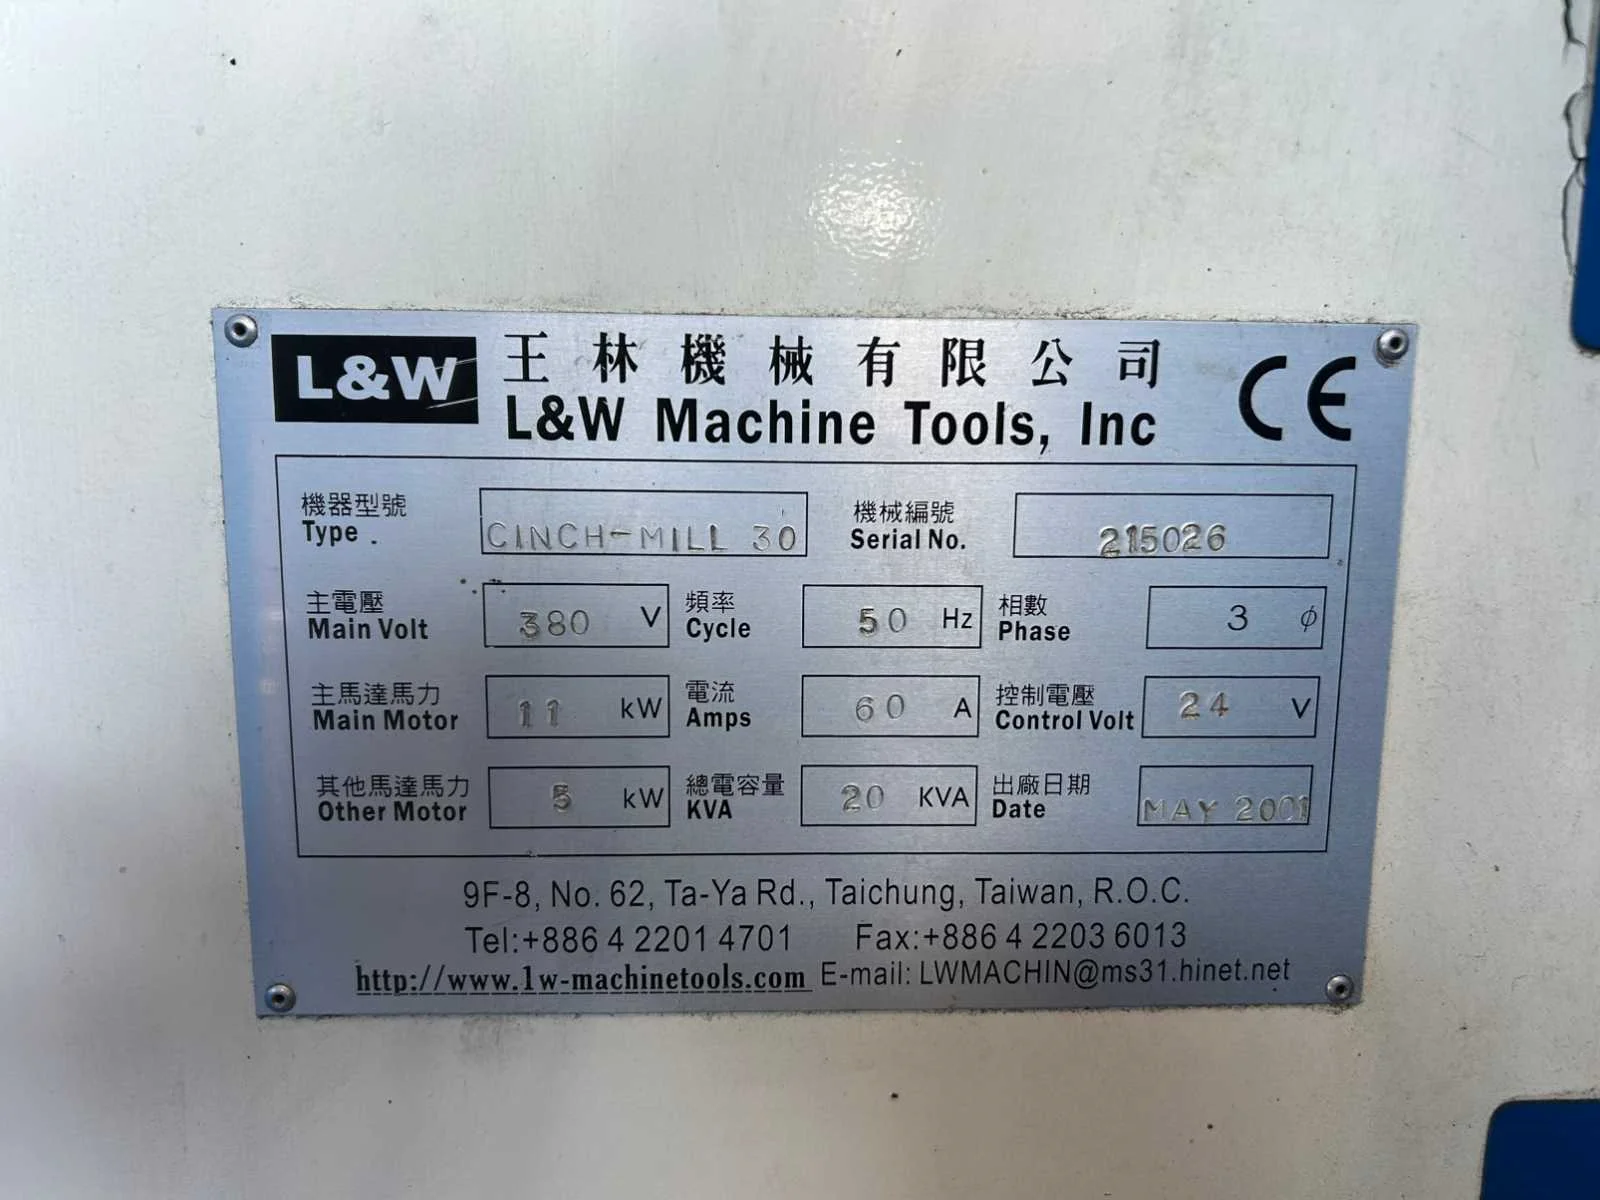 L&W 王林機械有限公司 CE
L&W Machine Tools, Inc
機器型號 機械編號
Type. CINCH-MILL 30 Serial No. 215026
主電壓 頻率 相數
Main Volt 380 V Cycle 50 Hz Phase 3 ϕ
主馬達馬力 電流 控制電壓
Main Motor 11 kW Amps 60 A Control Volt 24 V
其他馬達馬力 總電容量 出廠日期
Other Motor 5 kW KVA 20 KVA Date MAY 2001
9F-8, No. 62, Ta-Ya Rd., Taichung, Taiwan, R.O.C.
Tel:+886 4 2201 4701 Fax:+886 4 2203 6013
http://www.1w-machinetools.com E-mail: LWMACHIN@ms31.hinet.net